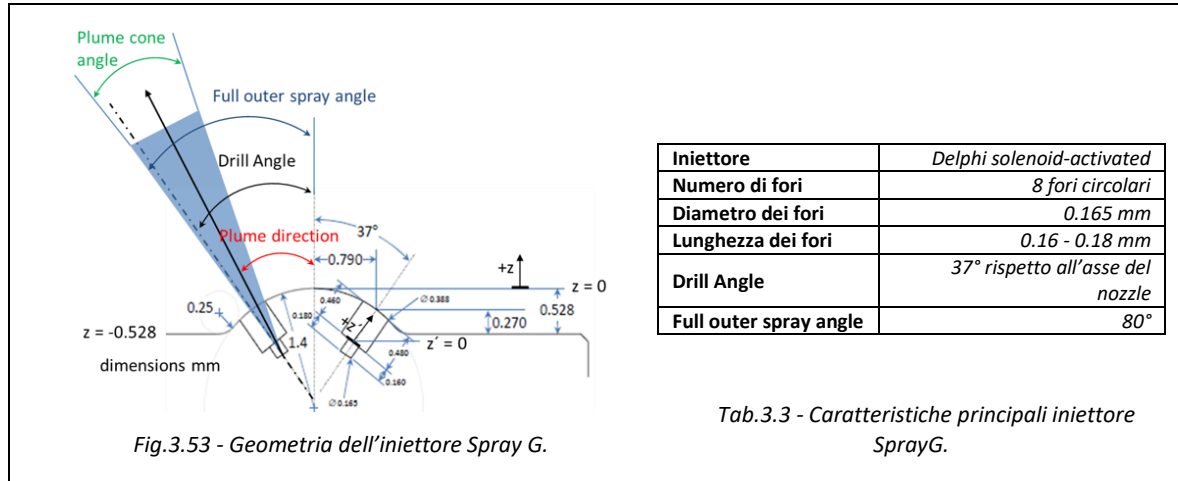 Plume cone
angle
Full outer spray angle
Drill Angle
Plume direction
37°
0.790
+z
z = 0
0.460
Ø 0.388
0.528
0.25
0.180
+z´
0.270
z = -0.528
1.4
z´ = 0
dimensions mm
0.480
0.160
Ø 0.165
Fig.3.53 - Geometria dell’iniettore Spray G.
Iniettore Delphi solenoid-activated
Numero di fori 8 fori circolari
Diametro dei fori 0.165 mm
Lunghezza dei fori 0.16 - 0.18 mm
Drill Angle 37° rispetto all’asse del
nozzle
Full outer spray angle 80°
Tab.3.3 - Caratteristiche principali iniettore
SprayG.